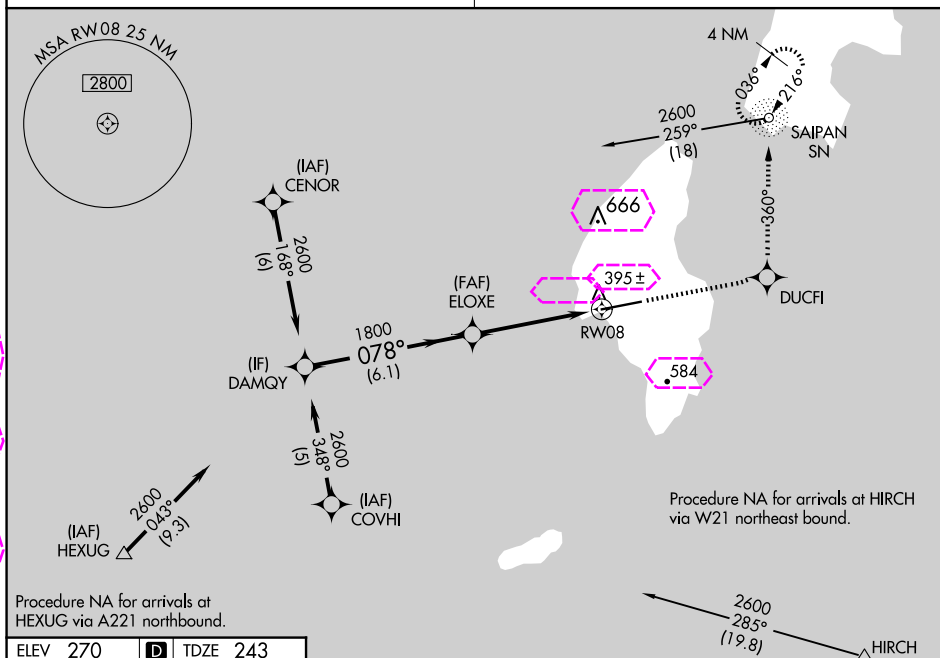 MSA RW08 25 NM
2800
4 NM
036°
216°
SAIPAN
SN
2600
259°
(18)
360°
(IAF)
CENOR
2600
168°
(6)
666
395±
(FAF)
ELOXE
RW08
DUCFI
1800
078°
(6.1)
(IF)
DAMQY
584
2600
348°
(5)
(IAF)
COVHI
2600
043°
(9.3)
(IAF)
HEXUG
Procedure NA for arrivals at HIRCH
via W21 northeast bound.
Procedure NA for arrivals at
HEXUG via A221 northbound.
2600
285°
(19.8)
HIRCH
ELEV 270 D TDZE 243